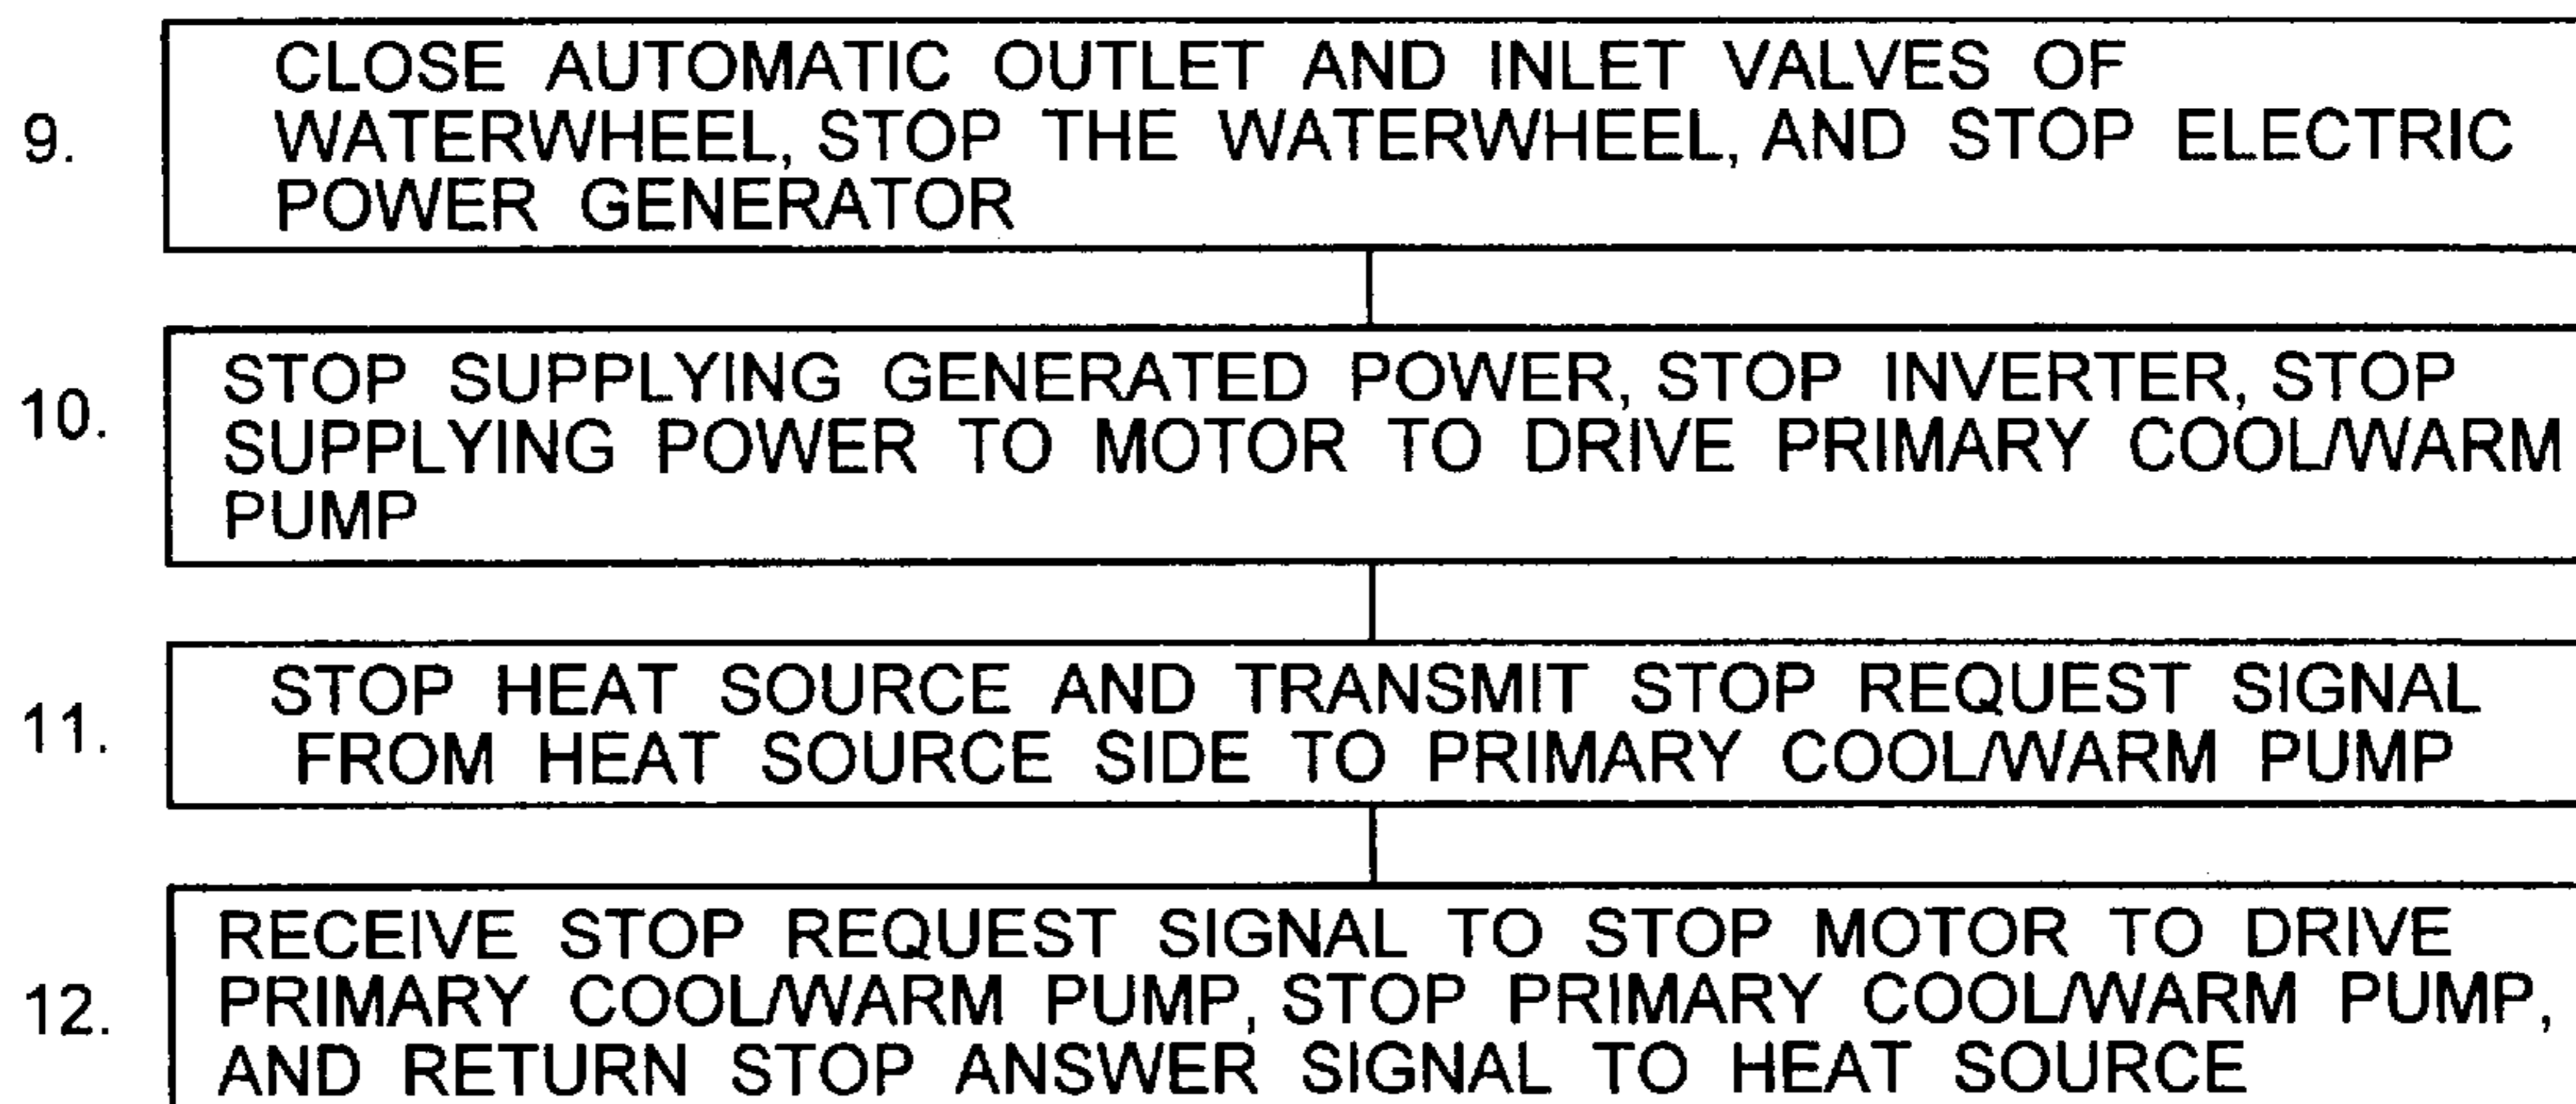 9.
CLOSE AUTOMATIC OUTLET AND INLET VALVES OF
WATERWHEEL, STOP THE WATERWHEEL, AND STOP ELECTRIC
POWER GENERATOR
10.
STOP SUPPLYING GENERATED POWER, STOP INVERTER, STOP
SUPPLYING POWER TO MOTOR TO DRIVE PRIMARY COOL/WARM
PUMP
11.
STOP HEAT SOURCE AND TRANSMIT STOP REQUEST SIGNAL
FROM HEAT SOURCE SIDE TO PRIMARY COOL/WARM PUMP
12.
RECEIVE STOP REQUEST SIGNAL TO STOP MOTOR TO DRIVE
PRIMARY COOL/WARM PUMP, STOP PRIMARY COOL/WARM PUMP,
AND RETURN STOP ANSWER SIGNAL TO HEAT SOURCE